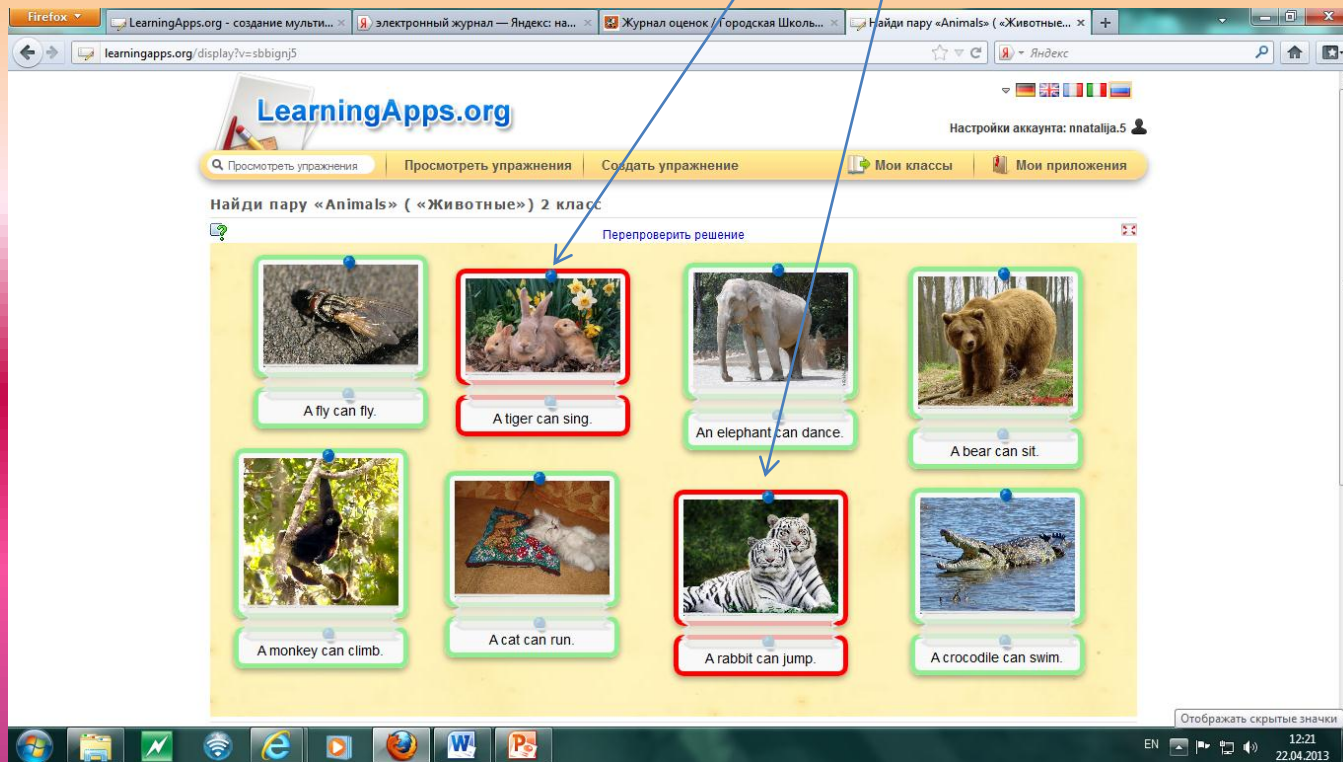 Firefox
LearningApps.org - создание мульти...
электронный журнал — Яндекс: на...
Журнал оценок / Городская Школь...
Найди пару «Animals» ( «Животные...
learningapps.org/display?v=sbbignj5
Яндекс
LearningApps.org
Настройки аккаунта: nnatalija.5
Просмотреть упражнения
Просмотреть упражнения
Создать упражнение
Мои классы
Мои приложения
Найди пару «Animals» ( «Животные») 2 класс
Перепроверить решение
A fly can fly.
A tiger can sing.
An elephant can dance.
A bear can sit.
A monkey can climb.
A cat can run.
A rabbit can jump.
A crocodile can swim.
Отображать скрытые значки
EN
12:21
22.04.2013